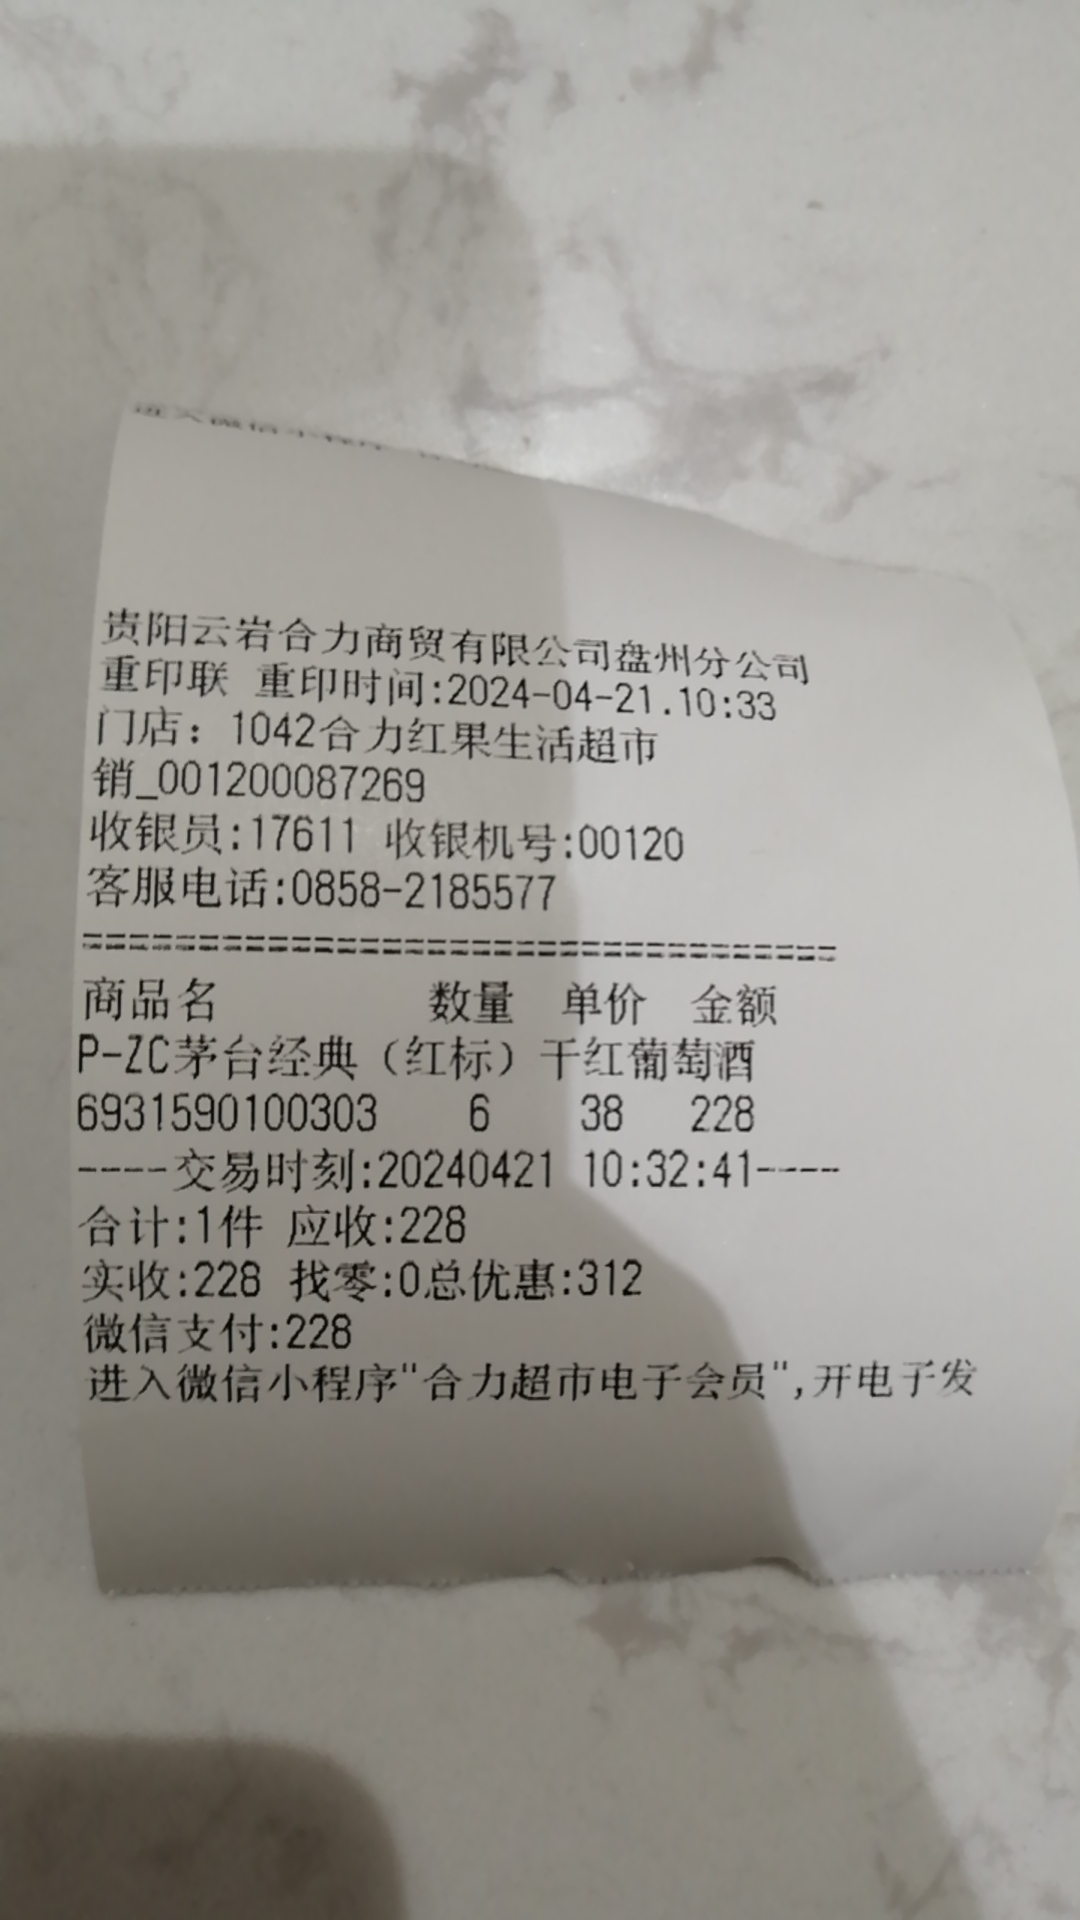 贵阳云岩合力商贸有限公司盘州分公司
重印联 重印时间:2024-04-21.10:33
门店：1042合力红果生活超市
销_001200087269
收银员:17611 收银机号:00120
客服电话:0858-2185577
================================
商品名 数量 单价 金额
P-ZC茅台经典（红标）干红葡萄酒
6931590100303 6 38 228
----交易时刻:20240421 10:32:41----
合计:1件 应收:228
实收:228 找零:0总优惠:312
微信支付:228
进入微信小程序"合力超市电子会员",开电子发